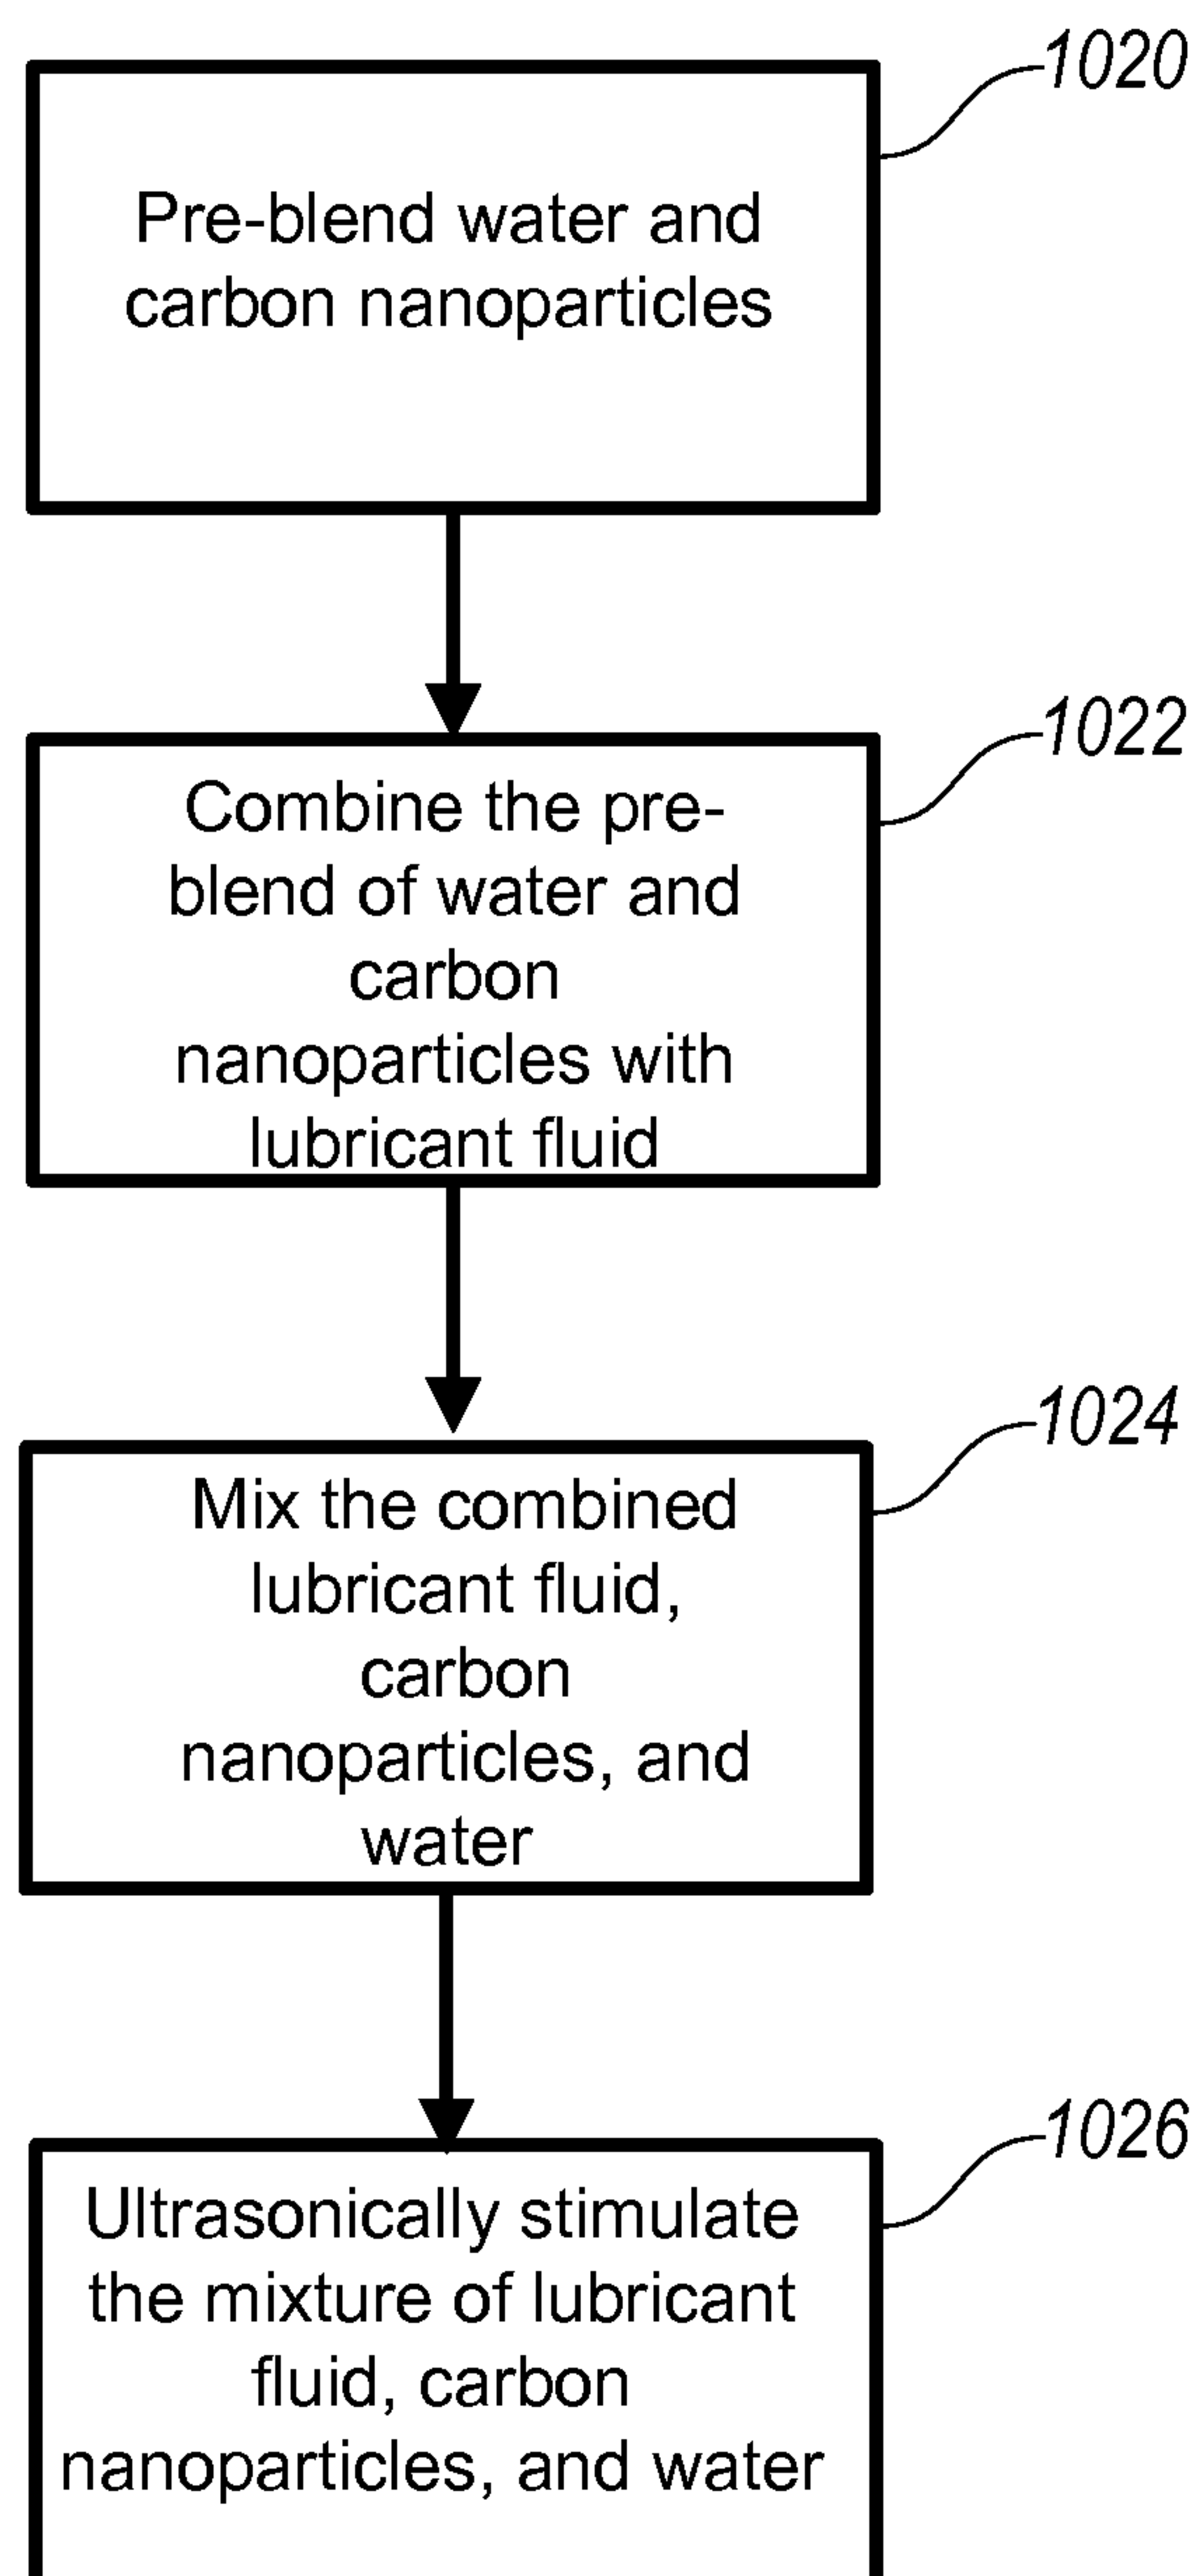 1020
Pre-blend water and
carbon nanoparticles
1022
Combine the pre-
blend of water and
carbon
nanoparticles with
lubricant fluid
1024
Mix the combined
lubricant fluid,
carbon
nanoparticles, and
water
1026
Ultrasonically stimulate
the mixture of lubricant
fluid, carbon
nanoparticles, and water